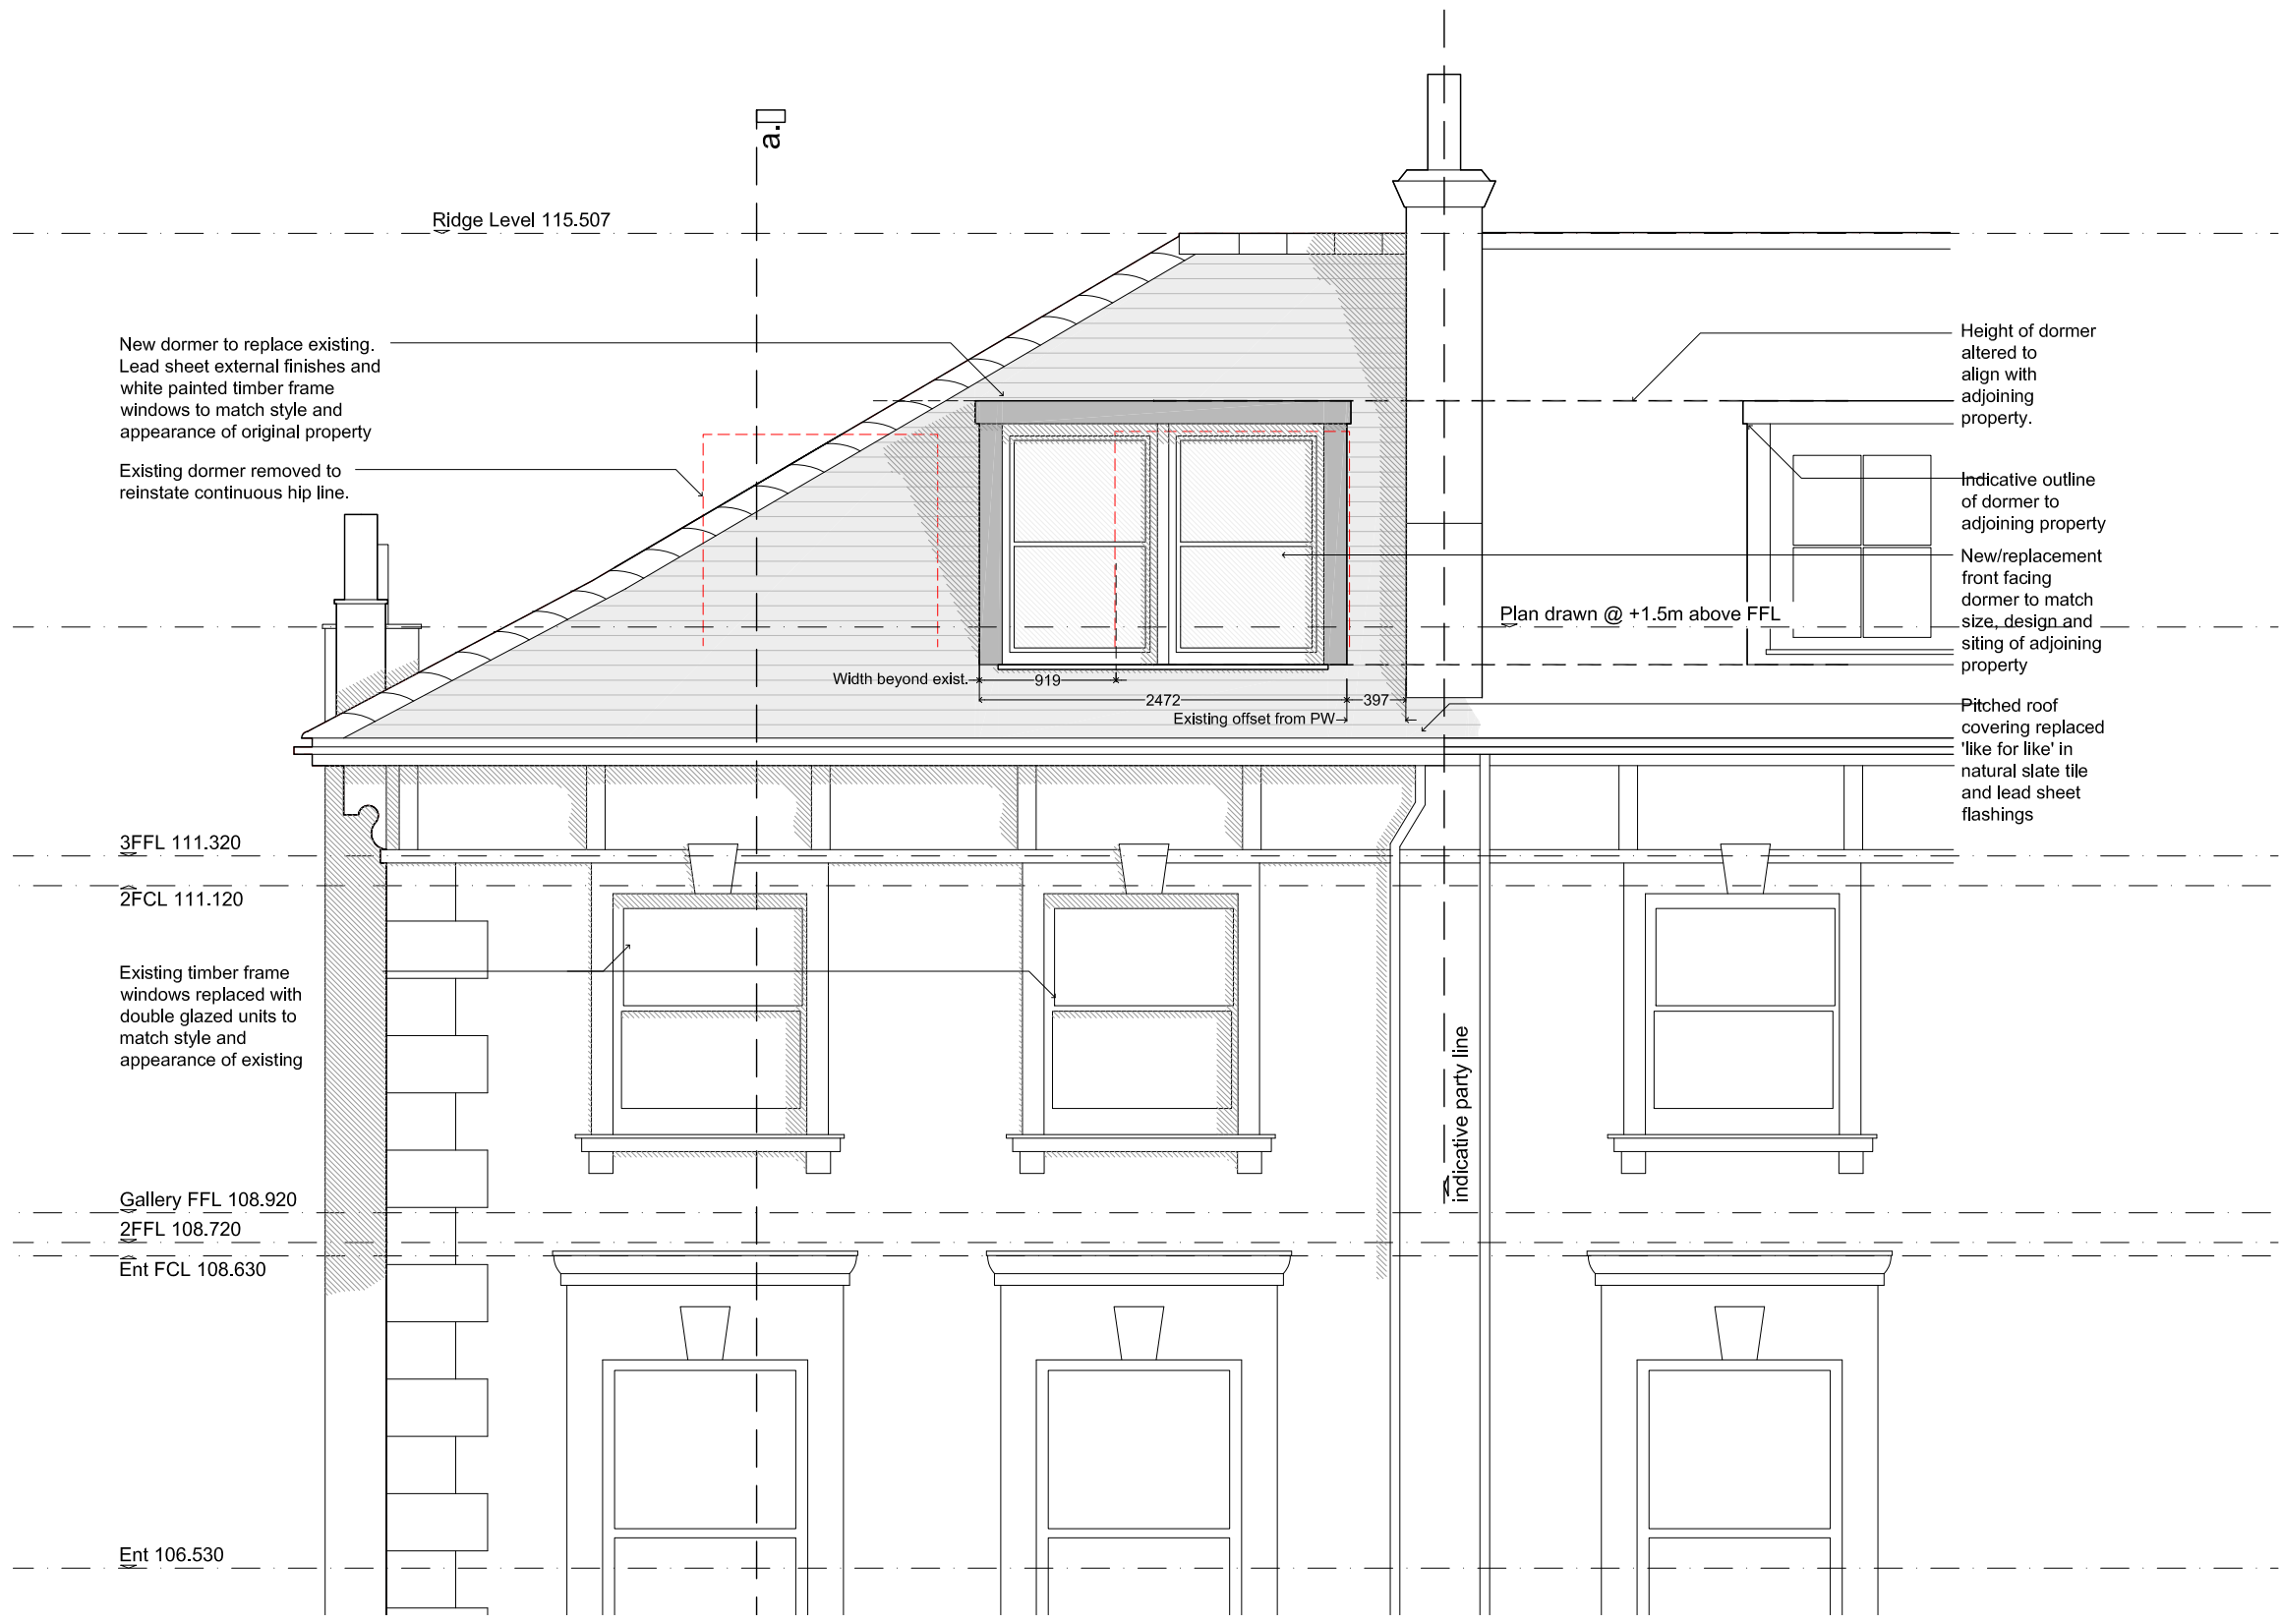 a.
Ridge Level 115.507
New dormer to replace existing.
Lead sheet external finishes and
white painted timber frame
windows to match style and
appearance of original property
Existing dormer removed to
reinstate continuous hip line.
Height of dormer
altered to
align with
adjoining
property.
Indicative outline
of dormer to
adjoining property
New/replacement
front facing
dormer to match
size, design and
siting of adjoining
property
Plan drawn @ +1.5m above FFL
Width beyond exist.
919
2472
397
Existing offset from PW
Pitched roof
covering replaced
'like for like' in
natural slate tile
and lead sheet
flashings
3FFL 111.320
2FCL 111.120
Existing timber frame
windows replaced with
double glazed units to
match style and
appearance of existing
indicative party line
Gallery FFL 108.920
2FFL 108.720
Ent FCL 108.630
Ent 106.530